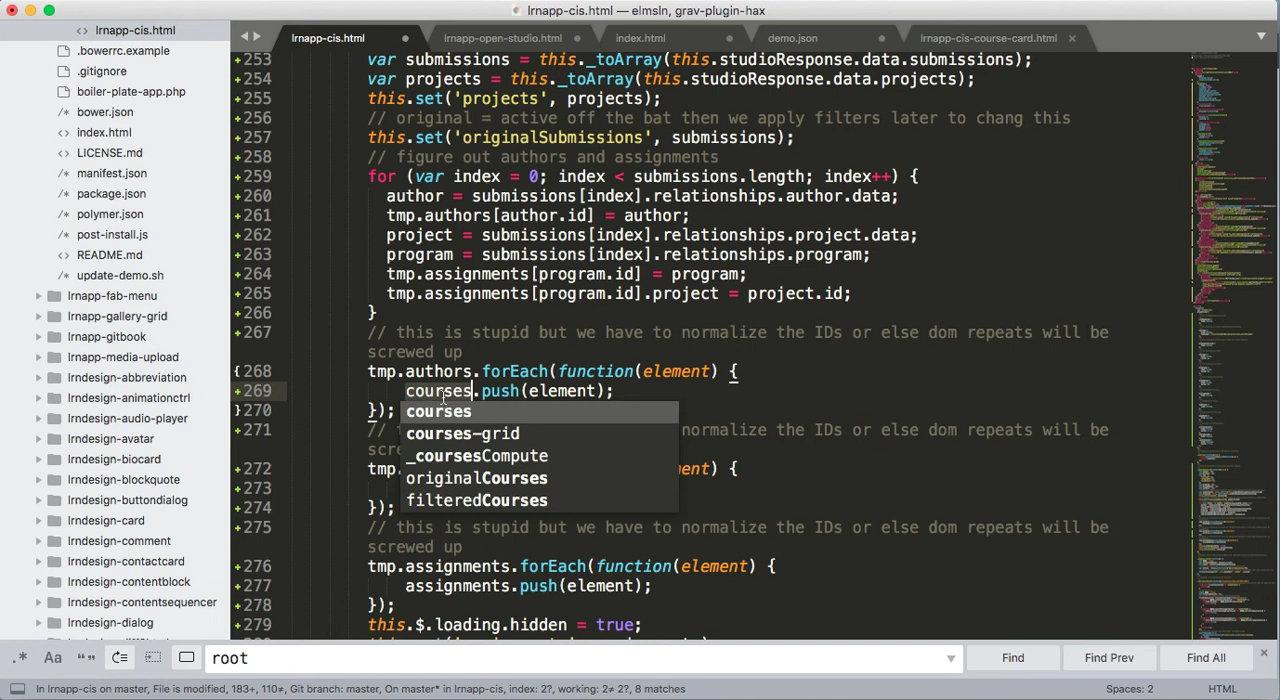 lrnapp-cis.html — elmsln, grav-plugin-hax
<> lrnapp-cis.html
.bowerrc.example
.gitignore
boiler-plate-app.php
/* bower.json
<> index.html
<> LICENSE.md
/* manifest.json
/* package.json
/* polymer.json
/* post-install.js
<> README.md
/* update-demo.sh
lrnapp-fab-menu
lrnapp-gallery-grid
lrnapp-gitbook
lrnapp-media-upload
lrndesign-abbreviation
lrndesign-animationctrl
lrndesign-audio-player
lrndesign-avatar
lrndesign-biocard
lrndesign-blockquote
lrndesign-buttondialog
lrndesign-card
lrndesign-comment
lrndesign-contactcard
lrndesign-contentblock
lrndesign-contentsequencer
lrndesign-dialog
lrnapp-cis.html lrnapp-open-studio.html index.html demo.json lrnapp-cis-course-card.html ×
253 var submissions = this._toArray(this.studioResponse.data.submissions);
254 var projects = this._toArray(this.studioResponse.data.projects);
255 this.set('projects', projects);
256 // original = active off the bat then we apply filters later to chang this
257 this.set('originalSubmissions', submissions);
258 // figure out authors and assignments
259 for (var index = 0; index < submissions.length; index++) {
260 author = submissions[index].relationships.author.data;
261 tmp.authors[author.id] = author;
262 project = submissions[index].relationships.project.data;
263 program = submissions[index].relationships.program;
264 tmp.assignments[program.id] = program;
265 tmp.assignments[program.id].project = project.id;
266 }
267 // this is stupid but we have to normalize the IDs or else dom repeats will be
screwed up
268 tmp.authors.forEach(function(element) {
269 courses.push(element);
270 });
courses
courses-grid
_coursesCompute
originalCourses
filteredCourses
271 // normalize the IDs or else dom repeats will be
272 tmp. {
273
274 });
275 // this is stupid but we have to normalize the IDs or else dom repeats will be
screwed up
276 tmp.assignments.forEach(function(element) {
277 assignments.push(element);
278 });
279 this.$.loading.hidden = true;
.* Aa “” root Find Find Prev Find All ×
In lrnapp-cis on master, File is modified, 183+, 110≠, Git branch: master, On master* in lrnapp-cis, index: 2?, working: 2≠ 2?, 8 matches Spaces: 2 HTML